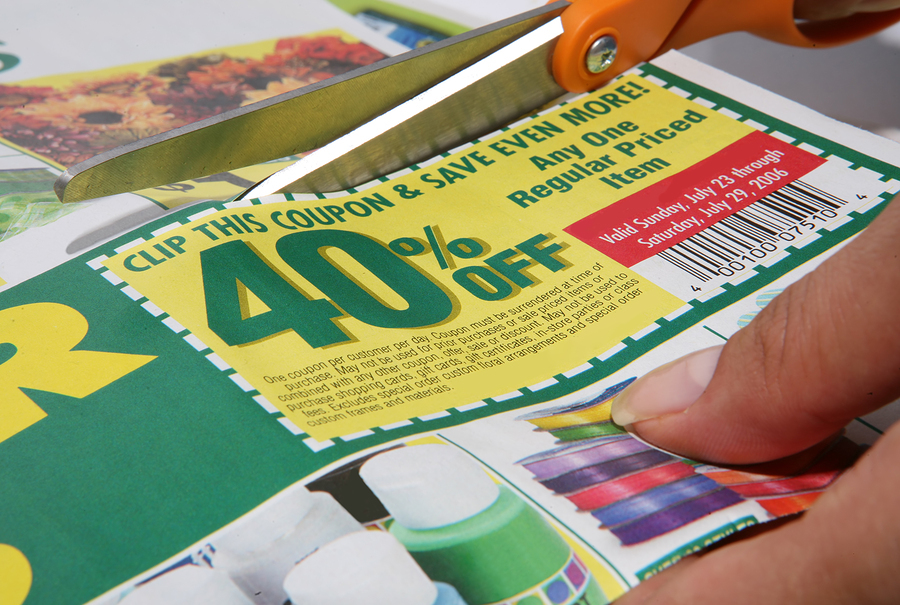 CLIP THIS COUPON & SAVE EVEN MORE!
40% OFF
Any One
Regular Priced
Item
Valid Sunday, July 23 through
Saturday, July 29, 2006
4 00100 07510 4
One coupon per customer per day. Coupon must be surrendered at time of
purchase. May not be used for prior purchases or sale priced items or
combined with any other coupon, offer, sale or discount. May not be used to
purchase shopping cards, gift cards, gift certificates, in-store parties or class
fees. Excludes special order custom floral arrangements and special order
custom frames and materials.
R